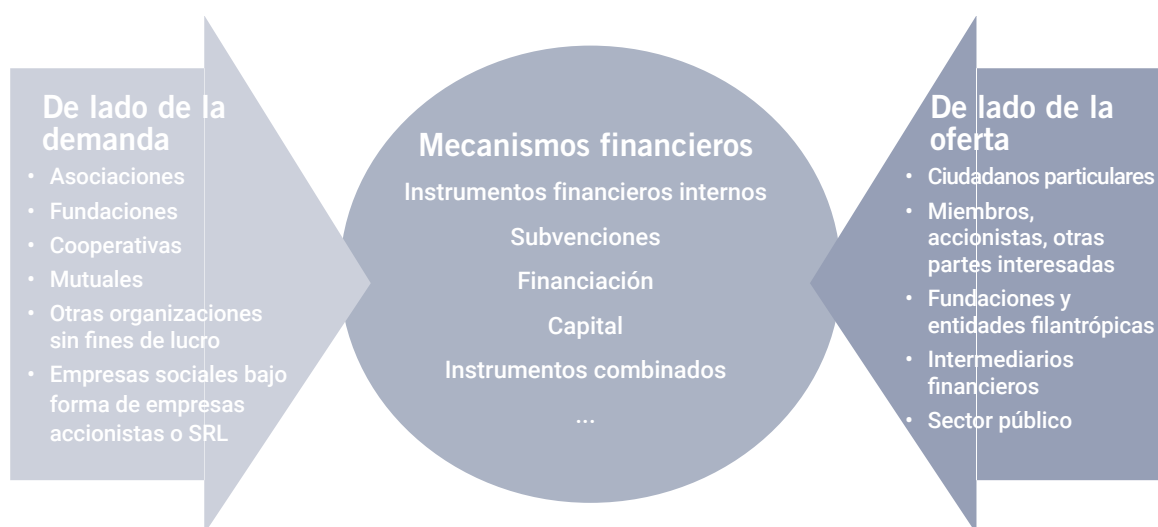 De lado de la
demanda
• Asociaciones
• Fundaciones
• Cooperativas
• Mutuales
• Otras organizaciones
sin fines de lucro
• Empresas sociales bajo
forma de empresas
accionistas o SRL
Mecanismos financieros
Instrumentos financieros internos
Subvenciones
Financiación
Capital
Instrumentos combinados
...
De lado de la
oferta
• Ciudadanos particulares
• Miembros,
accionistas, otras
partes interesadas
• Fundaciones y
entidades filantrópicas
• Intermediarios
financieros
• Sector público